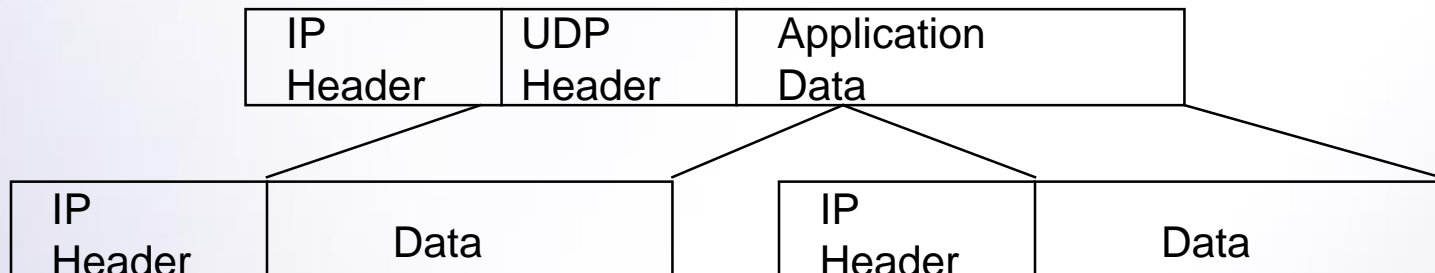 IP UDP Application
Header Header Data
IP Data IP Data
Header Header